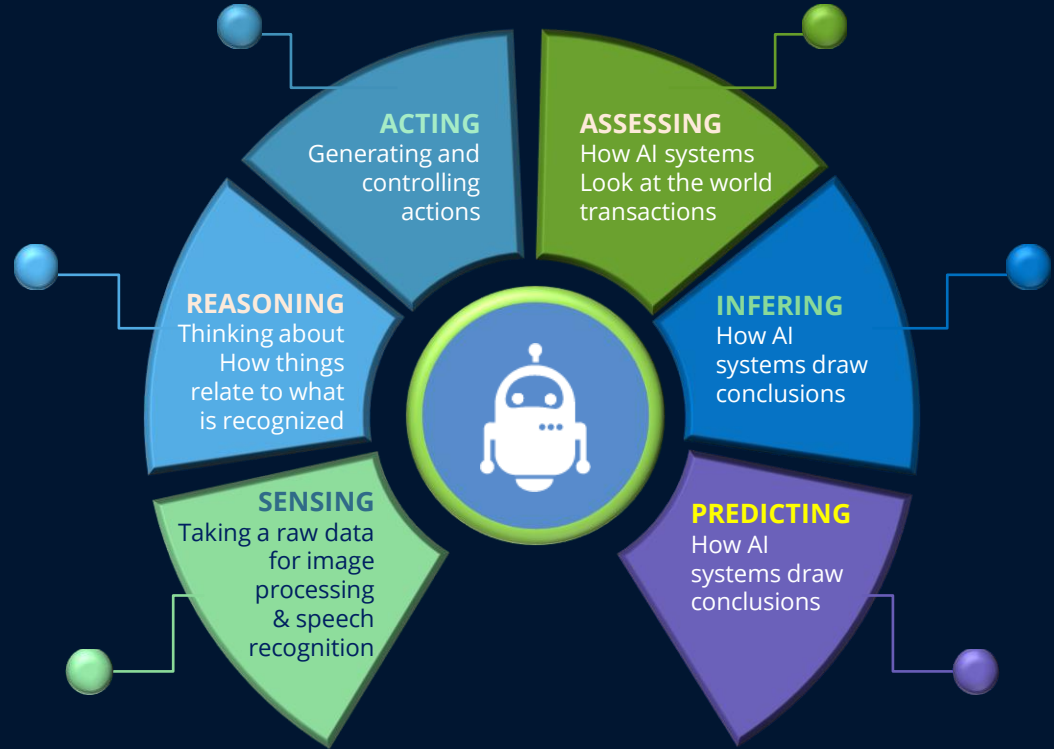 ACTING
Generating and
controlling
actions
ASSESSING
How AI systems
Look at the world
transactions
REASONING
Thinking about
How things
relate to what
is recognized
INFERING
How AI
systems draw
conclusions
SENSING
Taking a raw data
for image
processing
& speech
recognition
PREDICTING
How AI
systems draw
conclusions